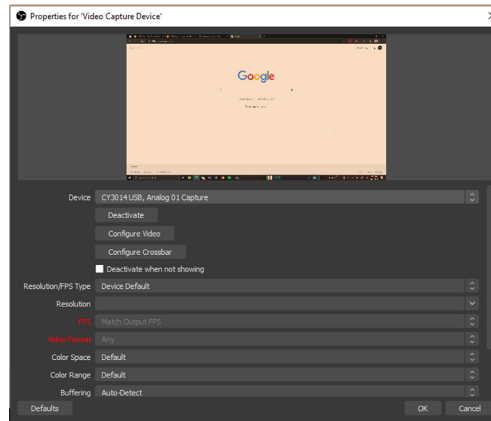 Properties for 'Video Capture Device'
Google
Device
CY3014 USB, Analog 01 Capture
Deactivate
Configure Video
Configure Crossbar
Deactivate when not showing
Resolution/FPS Type
Device Default
Resolution
FPS
Match Output FPS
Video Format
Any
Color Space
Default
Color Range
Default
Buffering
Auto-Detect
Defaults
OK
Cancel